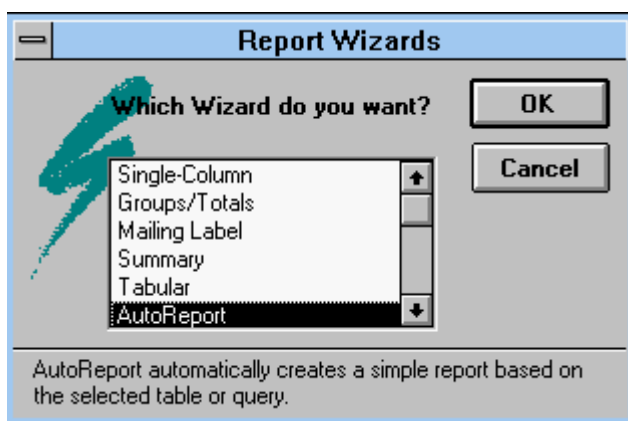 Report Wizards
Which Wizard do you want?
OK
Cancel
Single-Column
Groups/Totals
Mailing Label
Summary
Tabular
AutoReport
AutoReport automatically creates a simple report based on
the selected table or query.